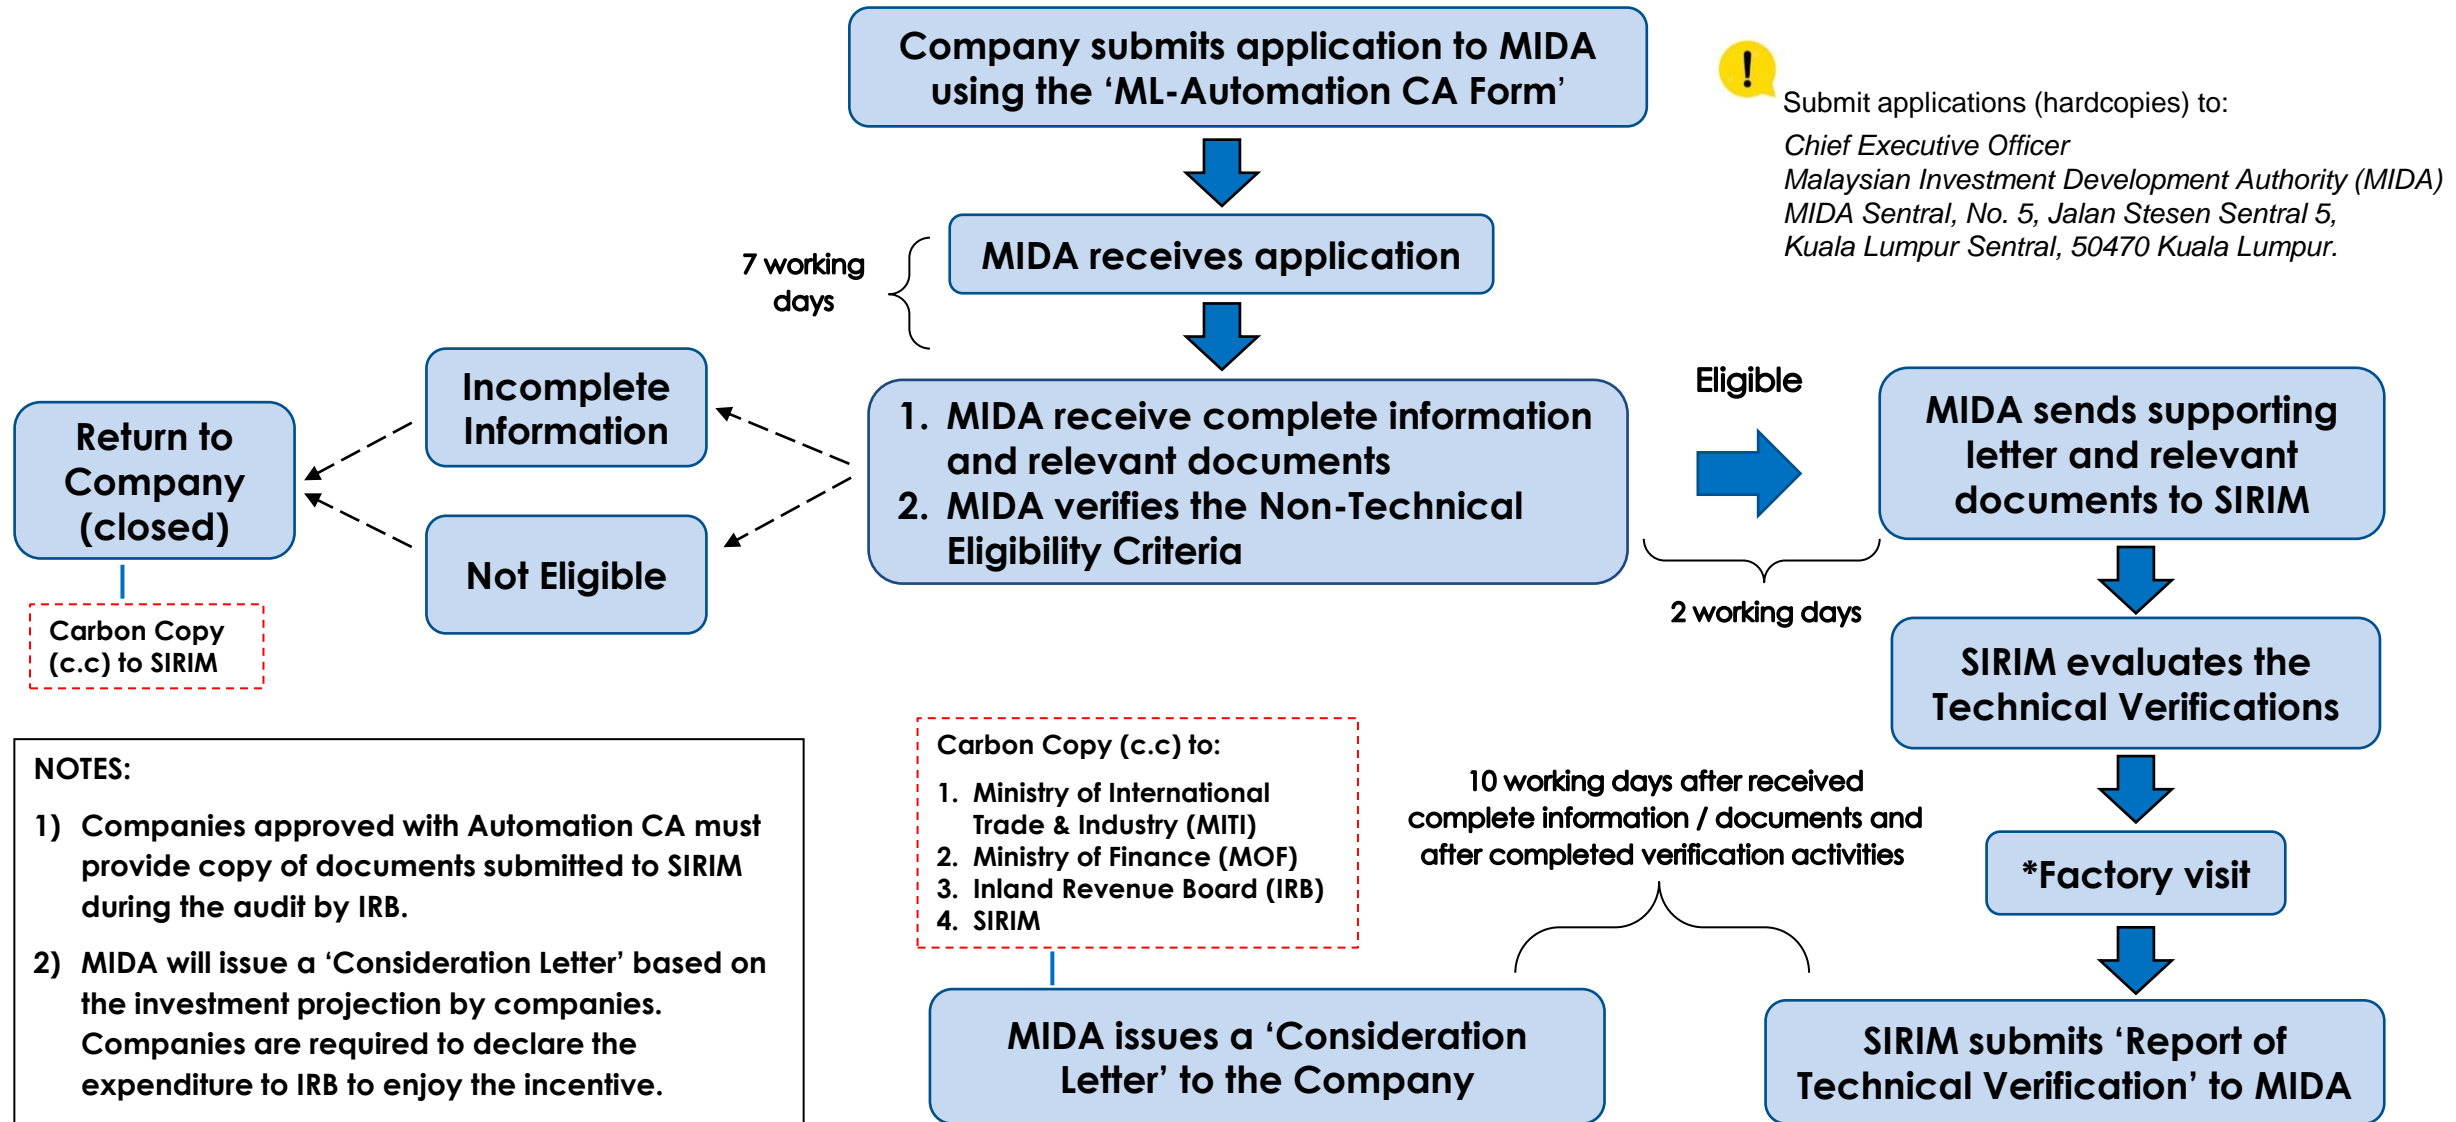 Company submits application to MIDA
using the ‘ML-Automation CA Form’
!
Submit applications (hardcopies) to:
Chief Executive Officer
Malaysian Investment Development Authority (MIDA)
MIDA Sentral, No. 5, Jalan Stesen Sentral 5,
Kuala Lumpur Sentral, 50470 Kuala Lumpur.
7 working
days
MIDA receives application
1. MIDA receive complete information
and relevant documents
2. MIDA verifies the Non-Technical
Eligibility Criteria
Incomplete
Information
Not Eligible
Return to
Company
(closed)
Carbon Copy
(c.c) to SIRIM
Eligible
2 working days
MIDA sends supporting
letter and relevant
documents to SIRIM
SIRIM evaluates the
Technical Verifications
*Factory visit
SIRIM submits ‘Report of
Technical Verification’ to MIDA
10 working days after received
complete information / documents and
after completed verification activities
Carbon Copy (c.c) to:
1. Ministry of International
Trade & Industry (MITI)
2. Ministry of Finance (MOF)
3. Inland Revenue Board (IRB)
4. SIRIM
MIDA issues a ‘Consideration
Letter’ to the Company
NOTES:
1) Companies approved with Automation CA must
provide copy of documents submitted to SIRIM
during the audit by IRB.
2) MIDA will issue a ‘Consideration Letter’ based on
the investment projection by companies.
Companies are required to declare the
expenditure to IRB to enjoy the incentive.